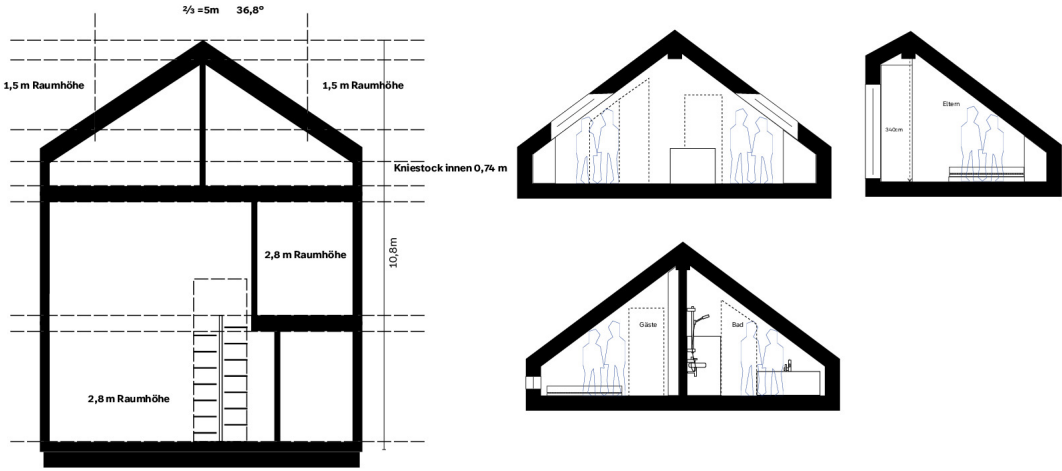 ⅔ =5m 36,8°
1,5 m Raumhöhe
1,5 m Raumhöhe
Kniestock innen 0,74 m
2,8 m Raumhöhe
10,8m
2,8 m Raumhöhe
Eltern
340cm
Gäste
Bad